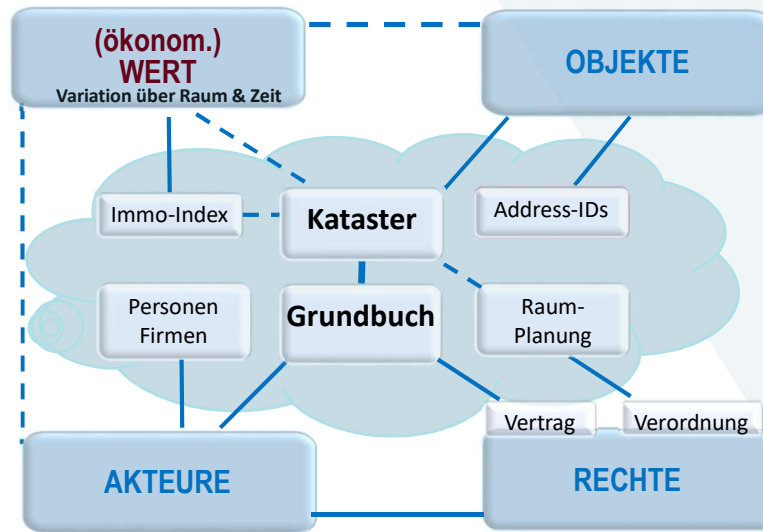 (ökonom.)
WERT
Variation über Raum & Zeit
OBJEKTE
Immo-Index
Kataster
Address-IDs
Personen
Firmen
Grundbuch
Raum-
Planung
Vertrag
Verordnung
AKTEURE
RECHTE